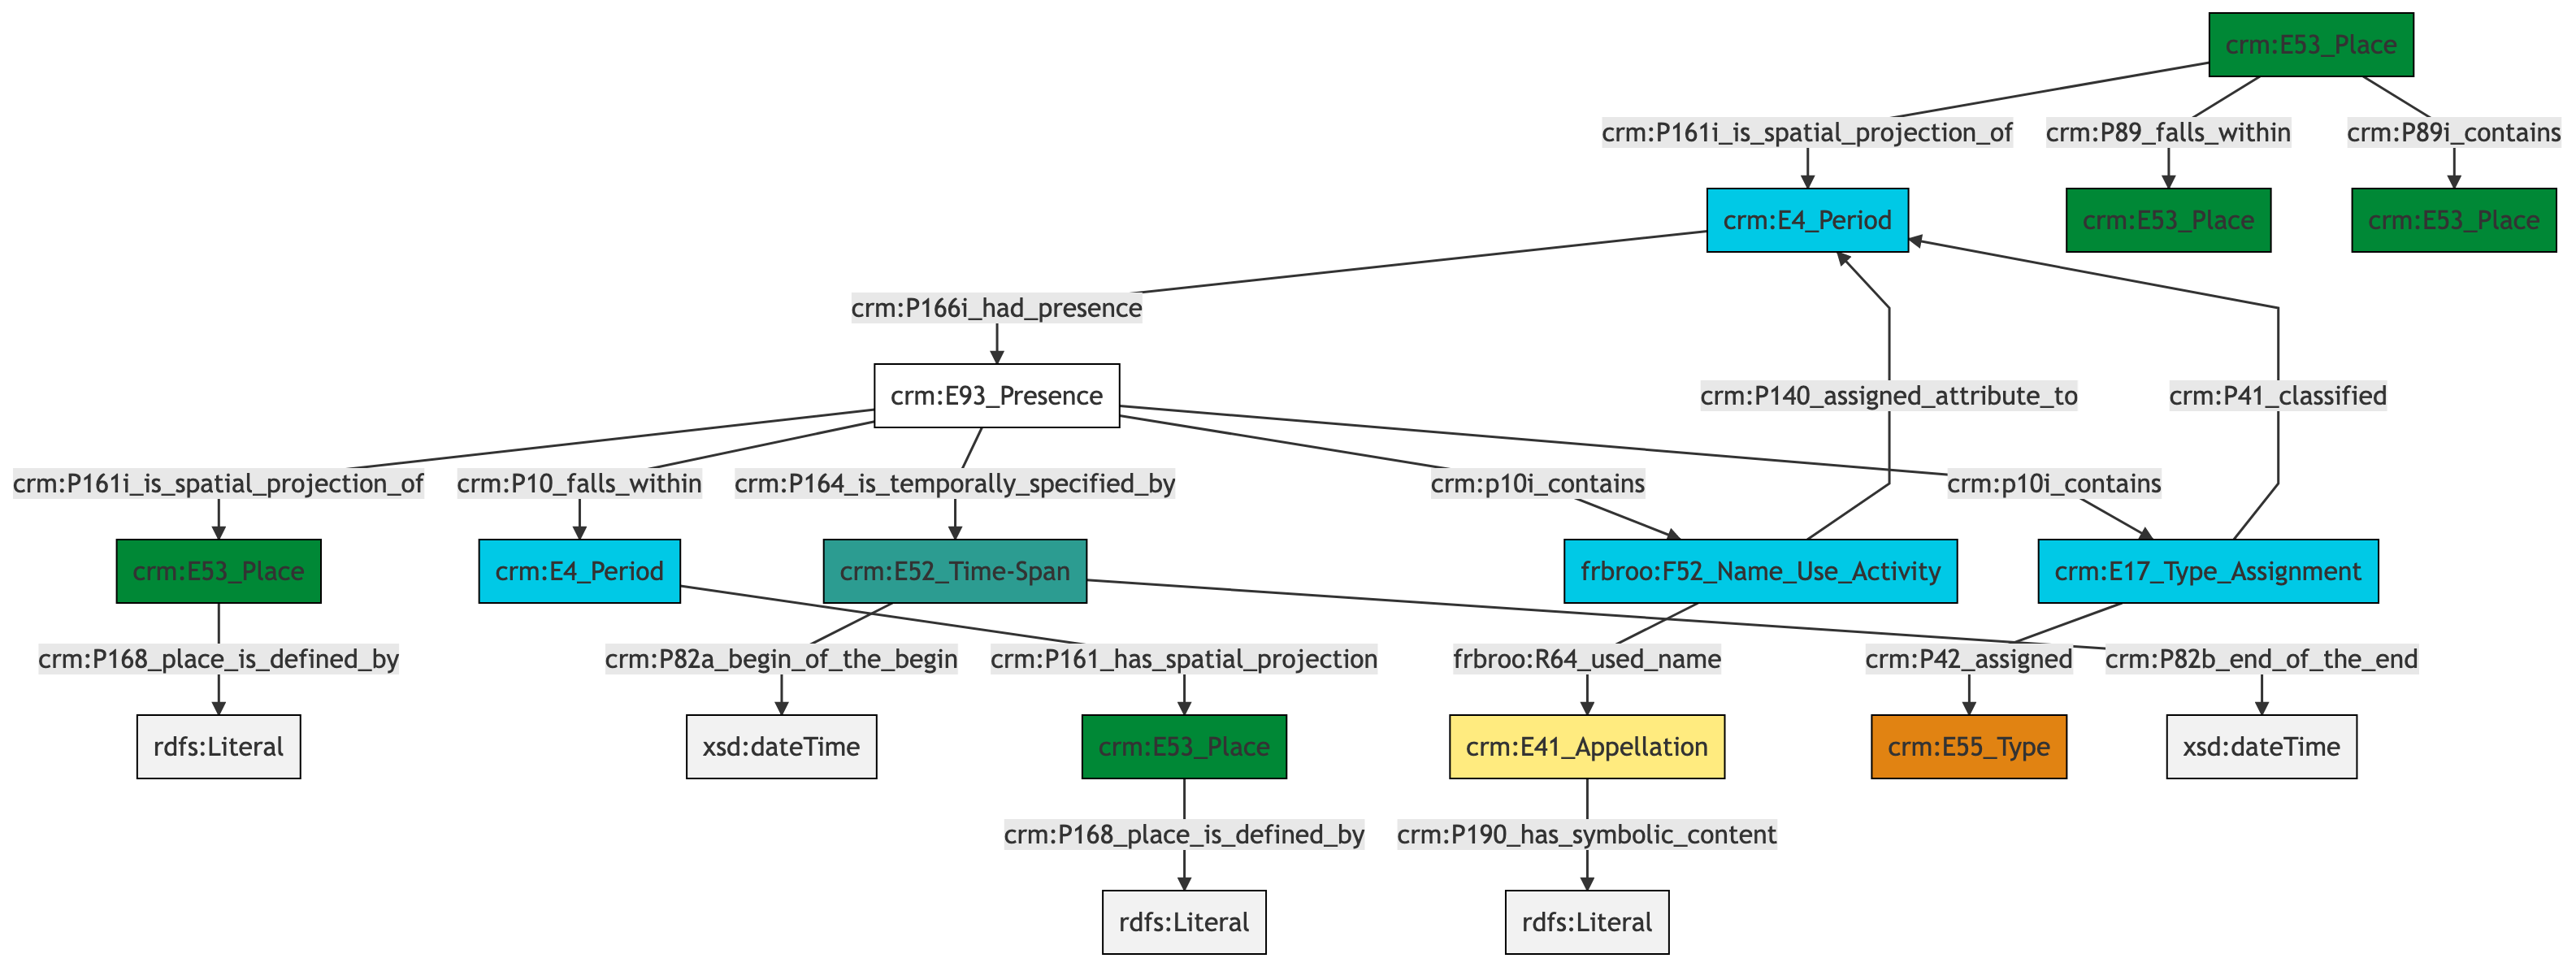 crm:E53_Place
crm:P161i_is_spatial_projection_of
crm:P89_falls_within
crm:P89i_contains
crm:E4_Period
crm:E53_Place
crm:E53_Place
crm:P166i_had_presence
crm:E93_Presence
crm:P140_assigned_attribute_to
crm:P41_classified
crm:P161i_is_spatial_projection_of
crm:P10_falls_within
crm:P164_is_temporally_specified_by
crm:p10i_contains
crm:p10i_contains
crm:E53_Place
crm:E4_Period
crm:E52_Time-Span
frbroo:F52_Name_Use_Activity
crm:E17_Type_Assignment
crm:P168_place_is_defined_by
crm:P82a_begin_of_the_begin
crm:P161_has_spatial_projection
frbroo:R64_used_name
crm:P42_assigned
crm:P82b_end_of_the_end
rdfs:Literal
xsd:dateTime
crm:E53_Place
crm:E41_Appellation
crm:E55_Type
xsd:dateTime
crm:P168_place_is_defined_by
crm:P190_has_symbolic_content
rdfs:Literal
rdfs:Literal